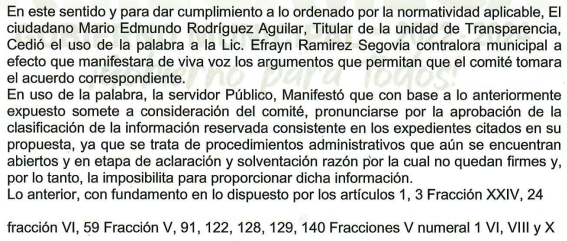 En este sentido y para dar cumplimiento a lo ordenado por la normatividad aplicable, El
ciudadano Mario Edmundo Rodríguez Aguilar, Titular de la unidad de Transparencia,
Cedió el uso de la palabra a la Lic. Efrayn Ramirez Segovia contralora municipal a
efecto que manifestara de viva voz los argumentos que permitan que el comité tomara
el acuerdo correspondiente.
En uso de la palabra, la servidor Público, Manifestó que con base a lo anteriormente
expuesto somete a consideración del comité, pronunciarse por la aprobación de la
clasificación de la información reservada consistente en los expedientes citados en su
propuesta, ya que se trata de procedimientos administrativos que aún se encuentran
abiertos y en etapa de aclaración y solventación razón por la cual no quedan firmes y,
por lo tanto, la imposibilita para proporcionar dicha información.
Lo anterior, con fundamento en lo dispuesto por los artículos 1, 3 Fracción XXIV, 24
fracción VI, 59 Fracción V, 91, 122, 128, 129, 140 Fracciones V numeral 1 VI, VIII y X